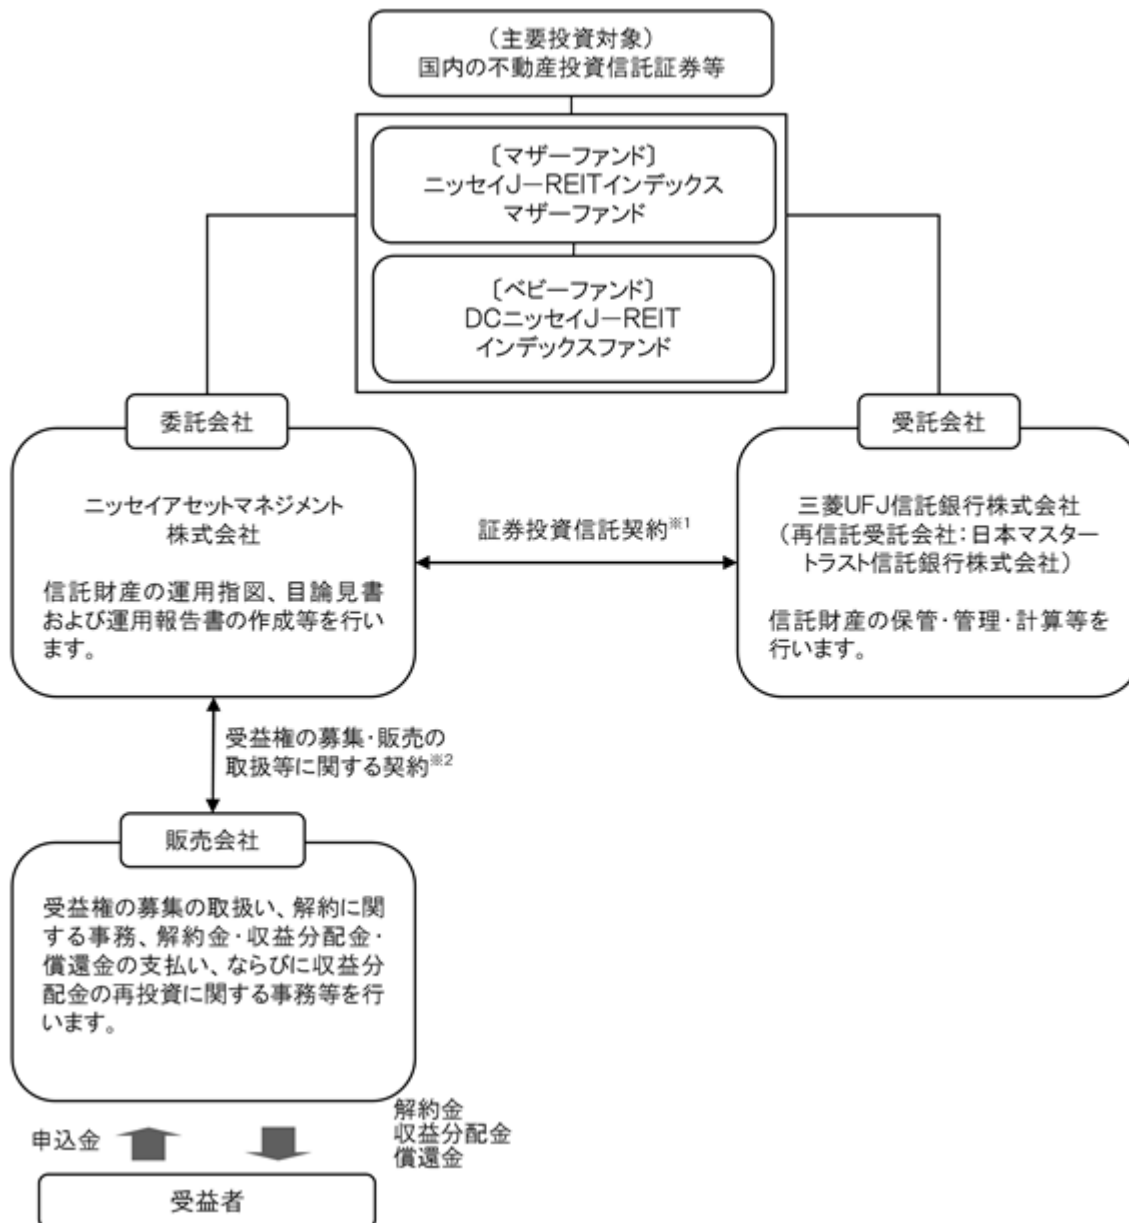 （主要投資対象）
国内の不動産投資信託証券等
〔マザーファンド〕
ニッセイJ－REITインデックス
マザーファンド
〔ベビーファンド〕
DCニッセイJ－REIT
インデックスファンド
委託会社
ニッセイアセットマネジメント
株式会社
信託財産の運用指図、目論見書
および運用報告書の作成等を行い
ます。
証券投資信託契約※1
受託会社
三菱UFJ信託銀行株式会社
（再信託受託会社：日本マスター
トラスト信託銀行株式会社）
信託財産の保管・管理・計算等を
行います。
受益権の募集・販売の
取扱等に関する契約※2
販売会社
受益権の募集の取扱い、解約に関
する事務、解約金・収益分配金・
償還金の支払い、ならびに収益分
配金の再投資に関する事務等を行
います。
申込金
解約金
収益分配金
償還金
受益者